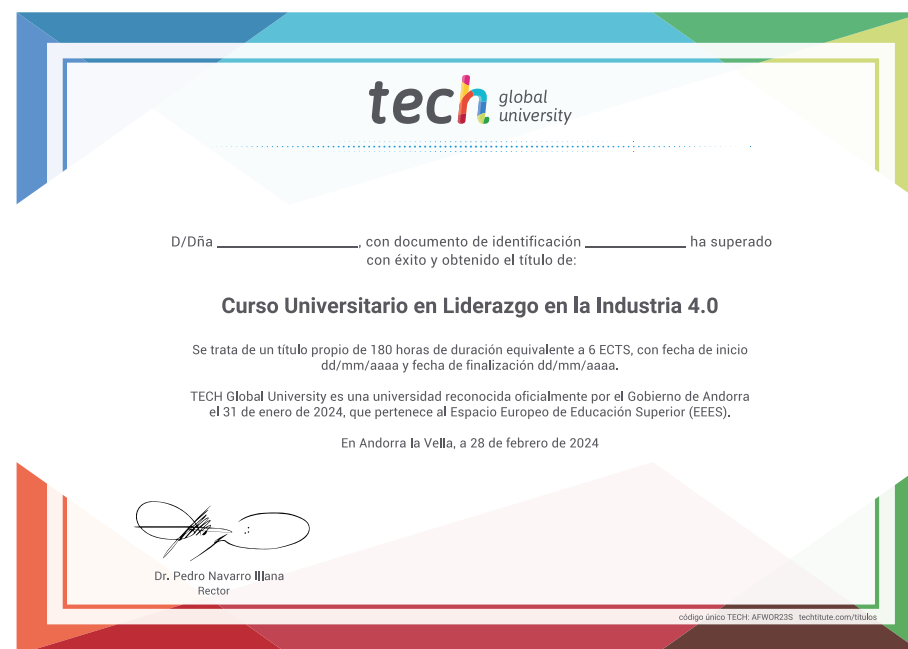 tech global university
D/Dña ____________________, con documento de identificación ______________ ha superado
con éxito y obtenido el título de:
Curso Universitario en Liderazgo en la Industria 4.0
Se trata de un título propio de 180 horas de duración equivalente a 6 ECTS, con fecha de inicio
dd/mm/aaaa y fecha de finalización dd/mm/aaaa.
TECH Global University es una universidad reconocida oficialmente por el Gobierno de Andorra
el 31 de enero de 2024, que pertenece al Espacio Europeo de Educación Superior (EEES).
En Andorra la Vella, a 28 de febrero de 2024
Dr. Pedro Navarro Illana
Rector
código único TECH: AFWOR23S techtitute.com/titulos